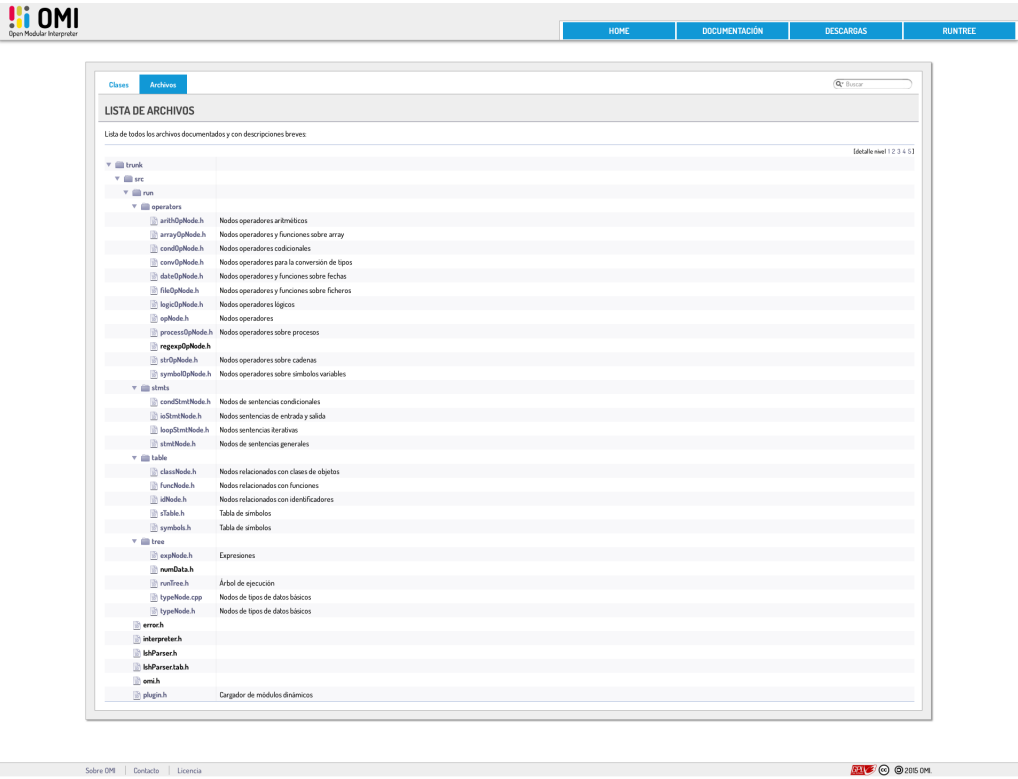 OMI
Open Modular Interpreter
HOME DOCUMENTACIÓN DESCARGAS RUNTREE
Clases Archivos Buscar
LISTA DE ARCHIVOS
Lista de todos los archivos documentados y con descripciones breves:
[detalle nivel 1 2 3 4 5]
trunk
src
run
operators
arithOpNode.h Nodos operadores aritméticos
arrayOpNode.h Nodos operadores y fiunciones sobre array
condOpNode.h Nodos operadores codicionales
convOpNode.h Nodos operadores para la conversión de tipos
dateOpNode.h Nodos operadores y funciones sobre fechas
fileOpNode.h Nodos operadores y funciones sobre ficheros
logicOpNode.h Nodos operadores lógicos
opNode.h Nodos operadores
processOpNode.h Nodos operadores sobre procesos
regexpOpNode.h
strOpNode.h Nodos operadores sobre cadenas
symbolOpNode.h Nodos operadores sobre símbolos variables
stmts
condStmtNode.h Nodos de sentencias condicionales
ioStmtNode.h Nodos sentencias de entrada y salida
loopStmtNode.h Nodos sentencias iterativas
stmtNode.h Nodos de sentencias generales
table
classNode.h Nodos relacionados con clases de objetos
funcNode.h Nodos relacionados con funciones
idNode.h Nodos relacionados con identificadores
sTable.h Tabla de símbolos
symbols.h Tabla de símbolos
tree
expNode.h Expresiones
numData.h
runTree.h Árbol de ejecución
typeNode.cpp Nodos de tipos de datos básicos
typeNode.h Nodos de tipos de datos básicos
error.h
interpreter.h
lshParser.h
lshParser.tab.h
omi.h
plugin.h Cargador de módulos dinámicos
Sobre OMI Contacto Licencia
2015 OMI.